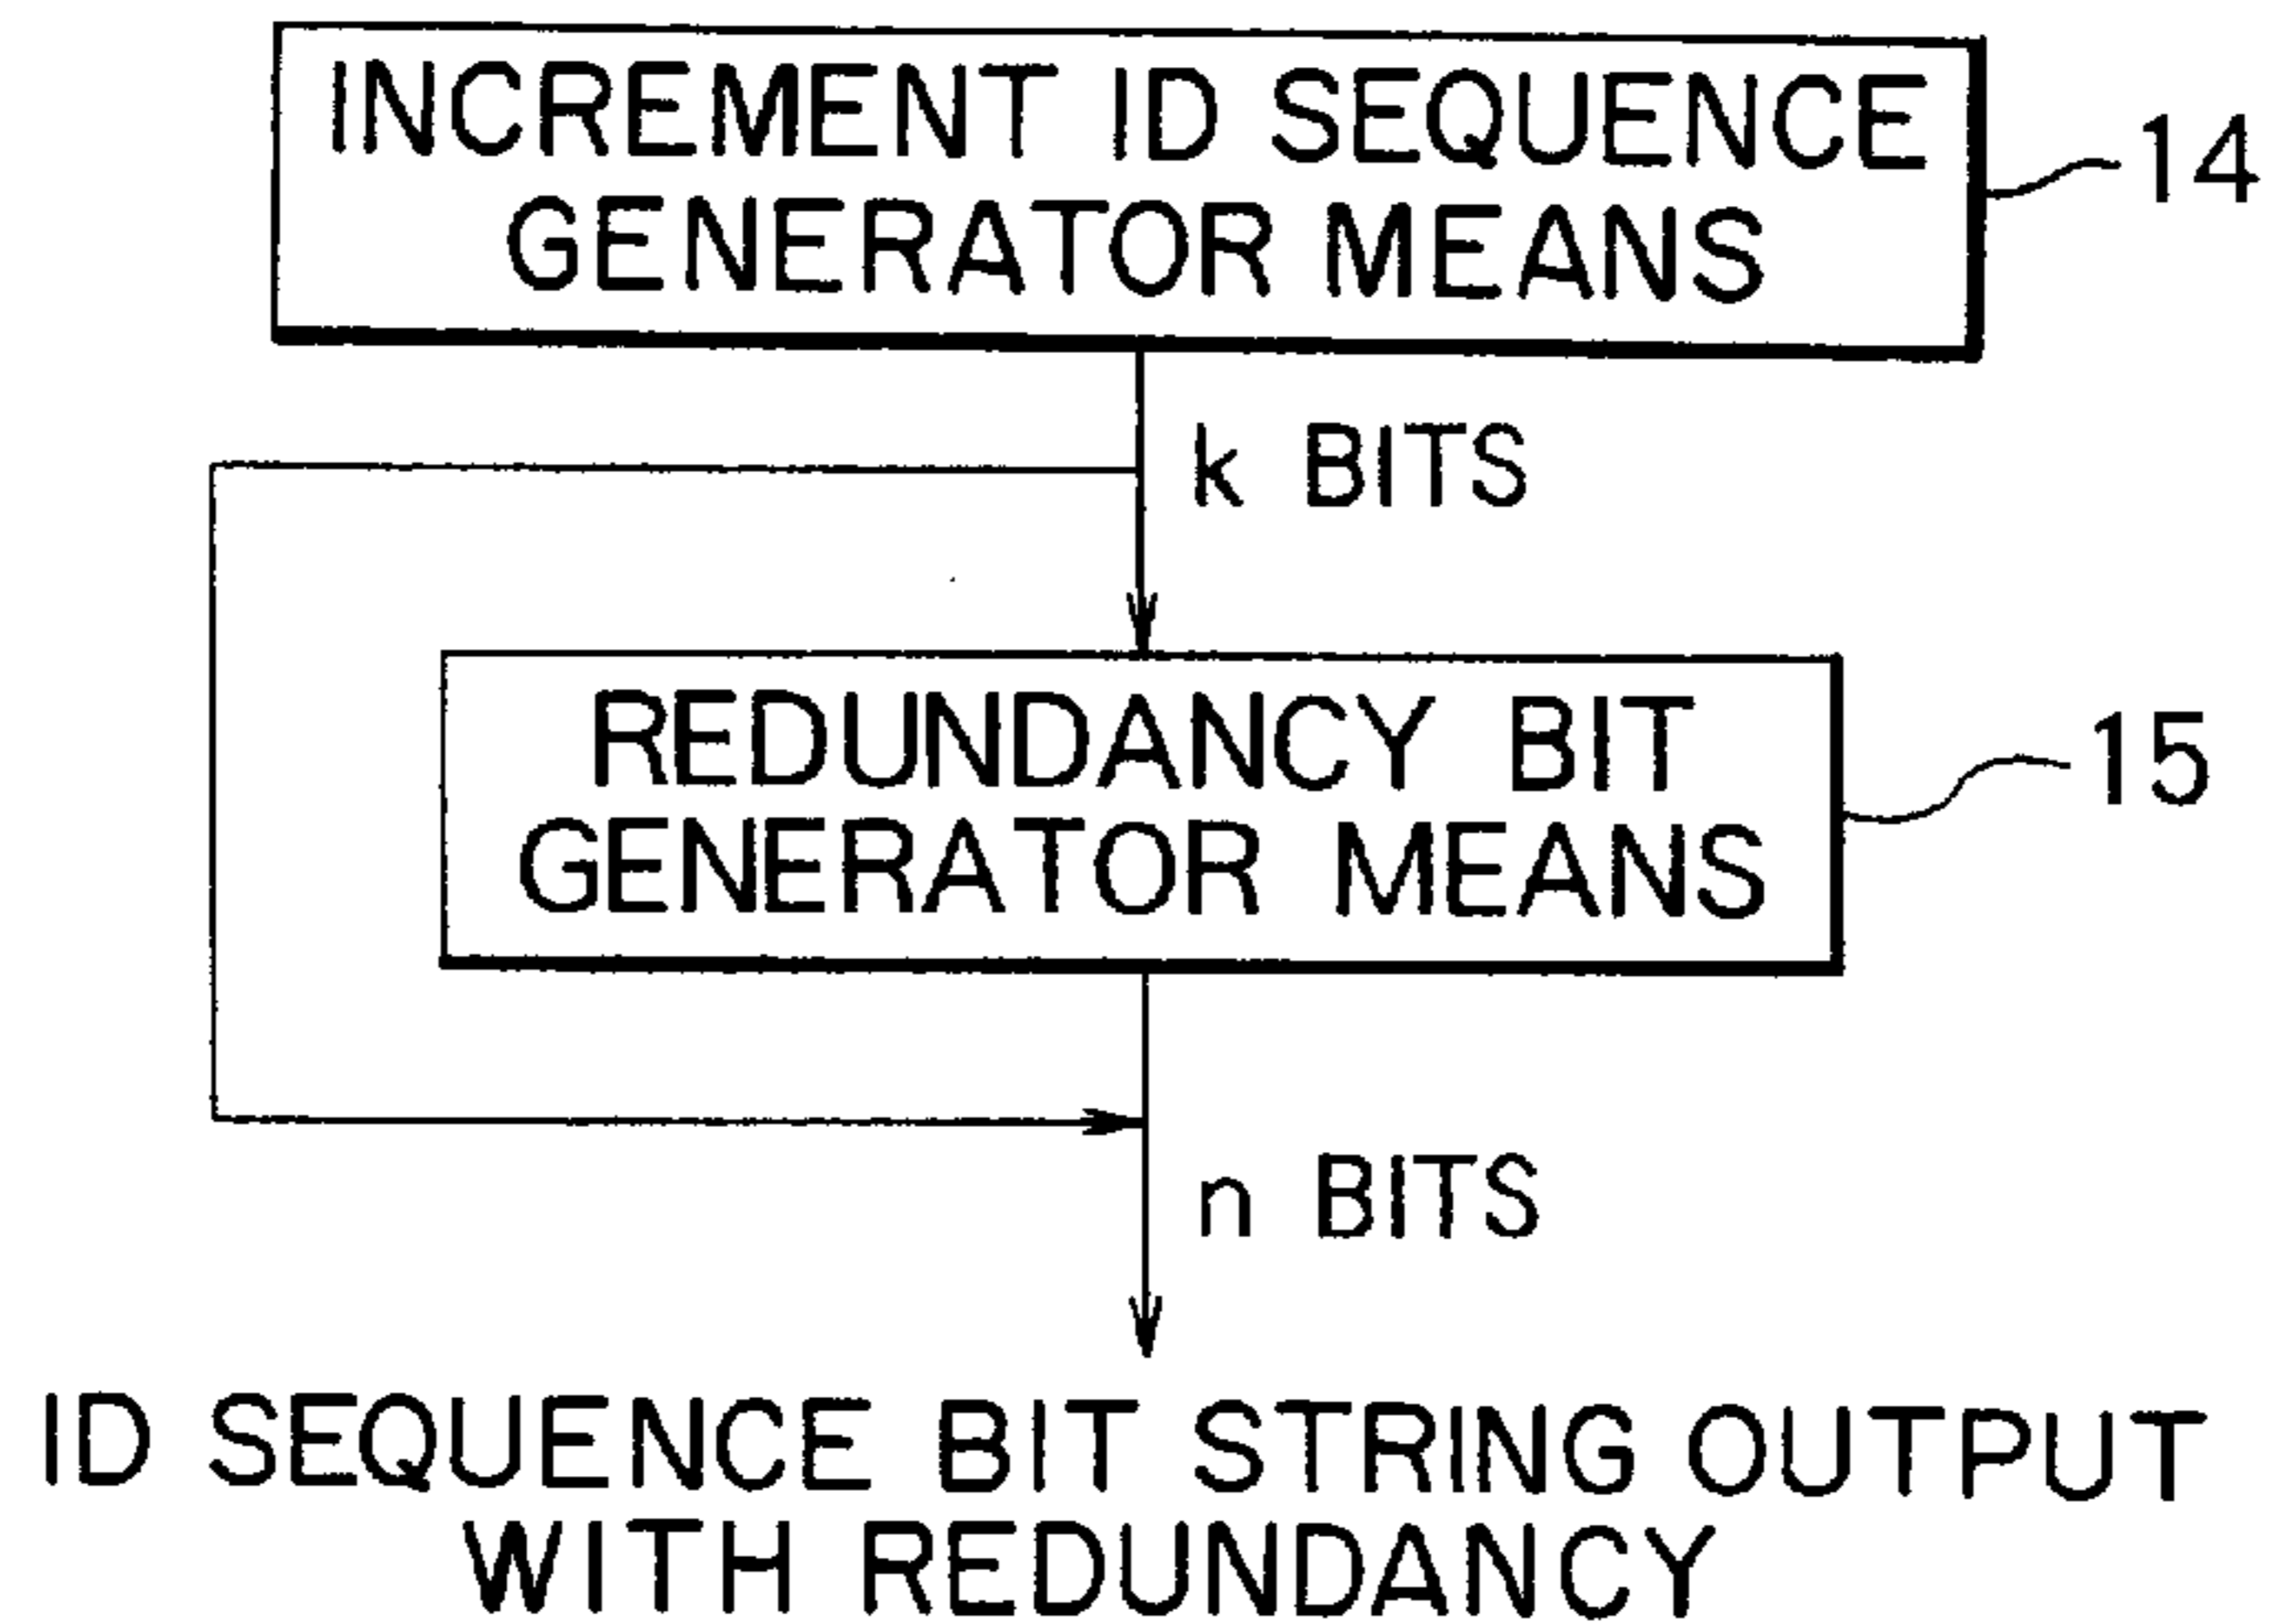 INCREMENT ID SEQUENCE
GENERATOR MEANS
14
k BITS
REDUNDANCY BIT
GENERATOR MEANS
15
n BITS
ID SEQUENCE BIT STRING OUTPUT
WITH REDUNDANCY